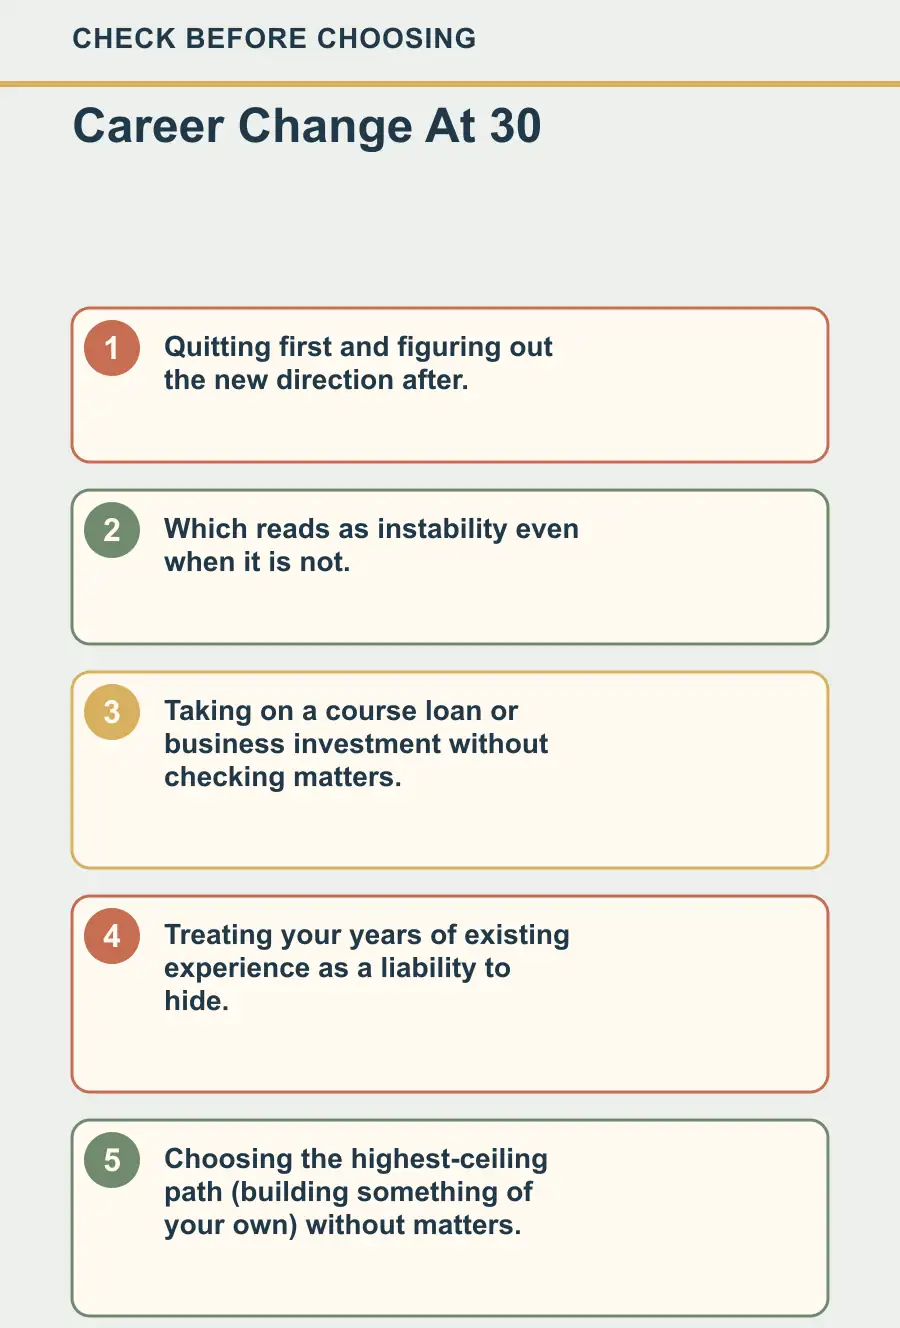 CHECK BEFORE CHOOSING
Career Change At 30
1
Quitting first and figuring out
the new direction after.
2
Which reads as instability even
when it is not.
3
Taking on a course loan or
business investment without
checking matters.
4
Treating your years of existing
experience as a liability to
hide.
5
Choosing the highest-ceiling
path (building something of
your own) without matters.